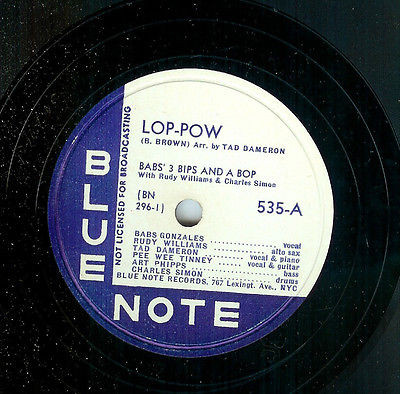 LOP-POW
(B. BROWN) Arr. by TAD DAMERON
BABS' 3 BIPS AND A BOP
With Rudy Williams & Charles Simon
(BN
296-1)
535-A
BABS GONZALES ........ vocal
RUDY WILLIAMS ........ alto sax
TAD DAMERON ........ vocal & piano
PEE WEE TINNEY ........ vocal & guitar
ART PHIPPS ........ bass
CHARLES SIMON ........ drums
BLUE NOTE RECORDS, 767 Lexingt. Ave., NYC
NOT LICENSED FOR BROADCASTING
BLUE
NOTE